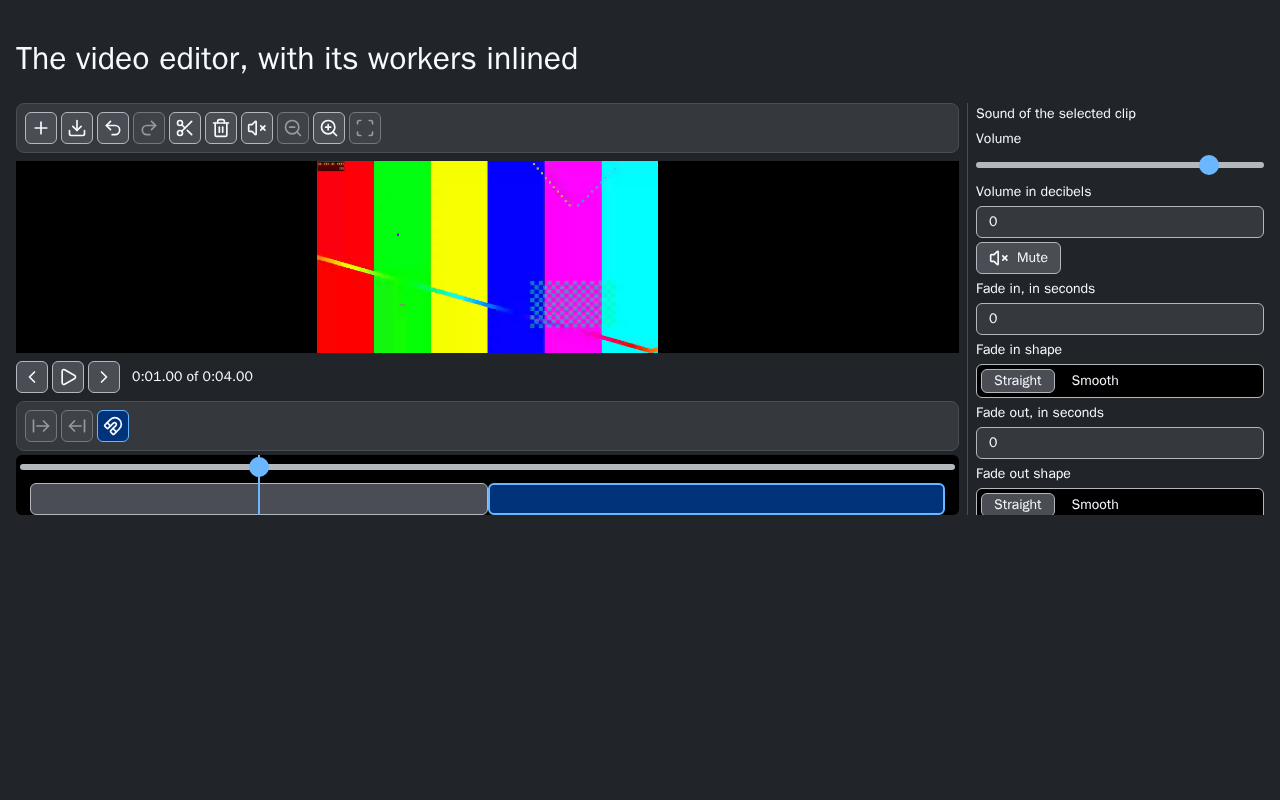 The video editor, with its workers inlined
Sound of the selected clip
Volume
Volume in decibels
0
Mute
Fade in, in seconds
0
Fade in shape
Straight Smooth
Fade out, in seconds
0
Fade out shape
Straight Smooth
0:01.00 of 0:04.00